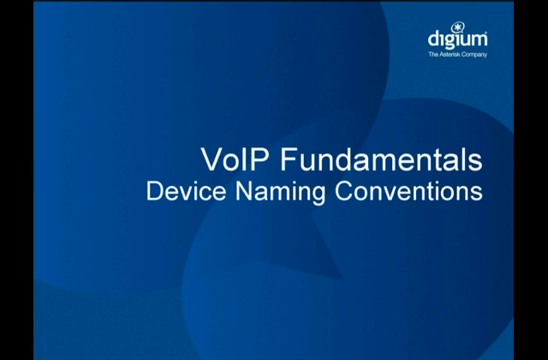 digium
The Asterisk Company
VoIP Fundamentals
Device Naming Conventions